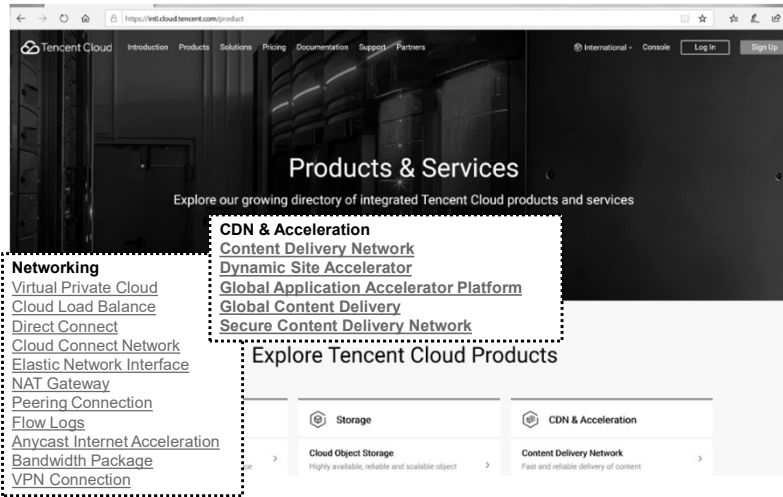 https://intl.cloud.tencent.com/product
Tencent Cloud Introduction Products Solutions Pricing Documentation Support Partners International Console Log In Sign Up
Products & Services
Explore our growing directory of integrated Tencent Cloud products and services
CDN & Acceleration
Content Delivery Network
Dynamic Site Accelerator
Global Application Accelerator Platform
Global Content Delivery
Secure Content Delivery Network
Networking
Virtual Private Cloud
Cloud Load Balance
Direct Connect
Cloud Connect Network
Elastic Network Interface
NAT Gateway
Peering Connection
Flow Logs
Anycast Internet Acceleration
Bandwidth Package
VPN Connection
Explore Tencent Cloud Products
Storage
Cloud Object Storage
Highly available, reliable and scalable object
CDN & Acceleration
Content Delivery Network
Fast and reliable delivery of content